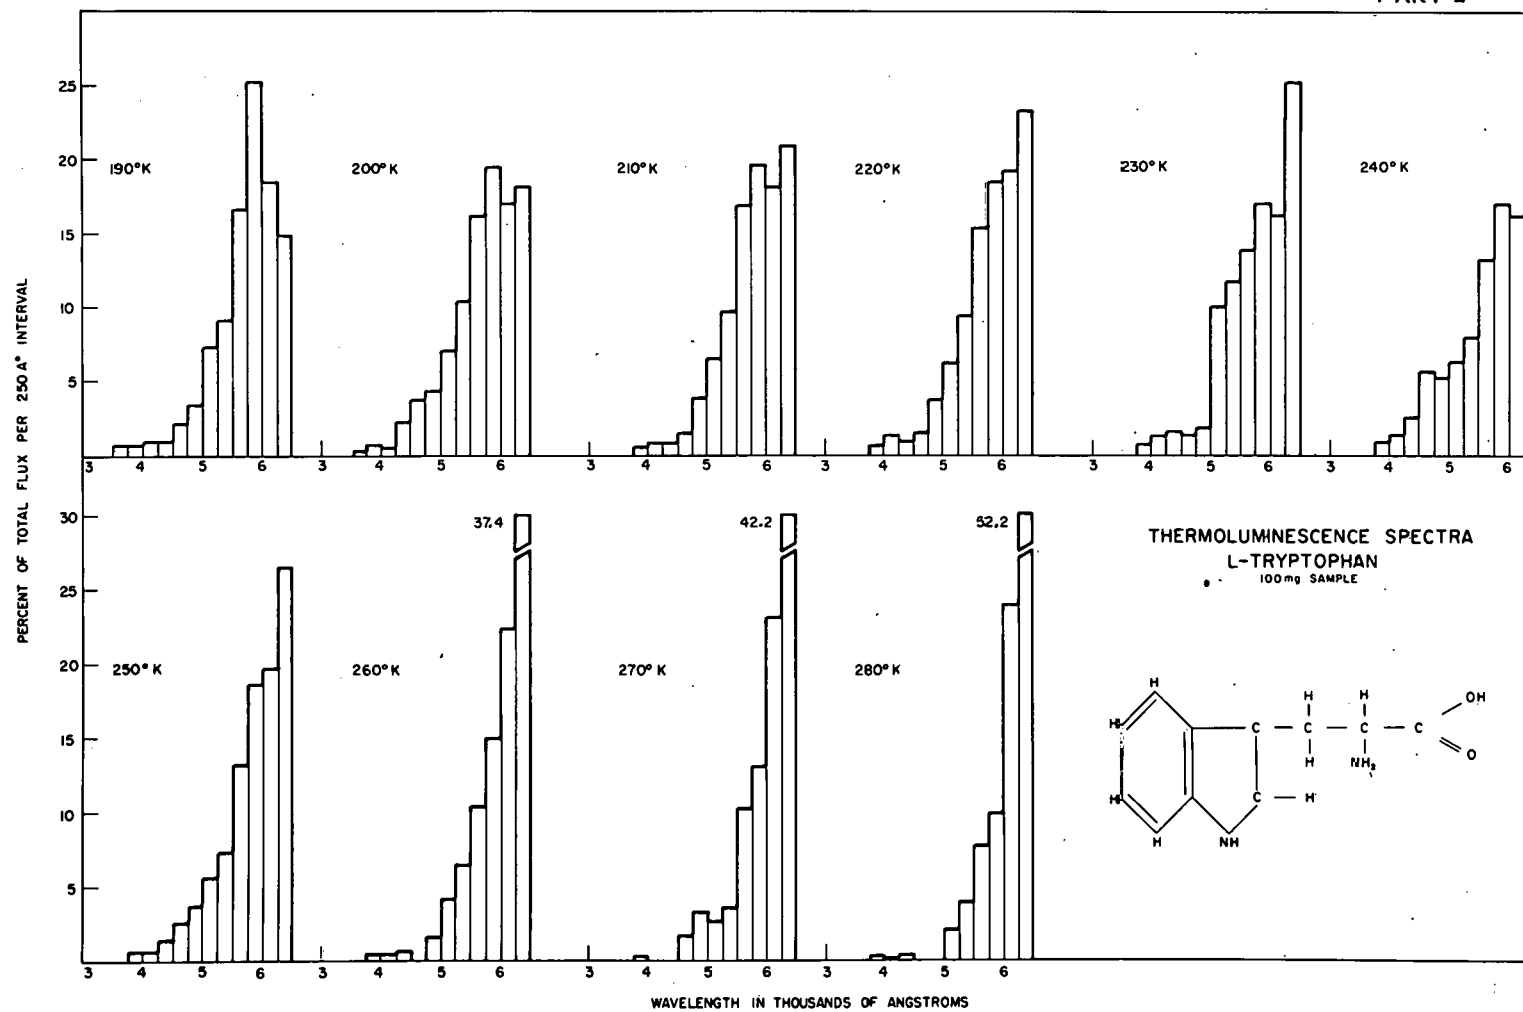 PART
25
20
15
10
5
190°K
200°K
210°K
220°K
230°K
240°K
3 4 5 6 3 4 5 6 3 4 5 6 3 4 5 6 3 4 5 6 3 4 5 6
PERCENT OF TOTAL FLUX PER 250 A° INTERVAL
30
25
20
15
10
5
37.4
42.2
52.2
250°K
260°K
270°K
280°K
3 4 5 6 3 4 5 6 3 4 5 6 3 4 5 6
WAVELENGTH IN THOUSANDS OF ANGSTROMS
THERMOLUMINESCENCE SPECTRA
L-TRYPTOPHAN
100mg SAMPLE
H H H OH
H C C C C
H NH₂ O
H C H
H NH